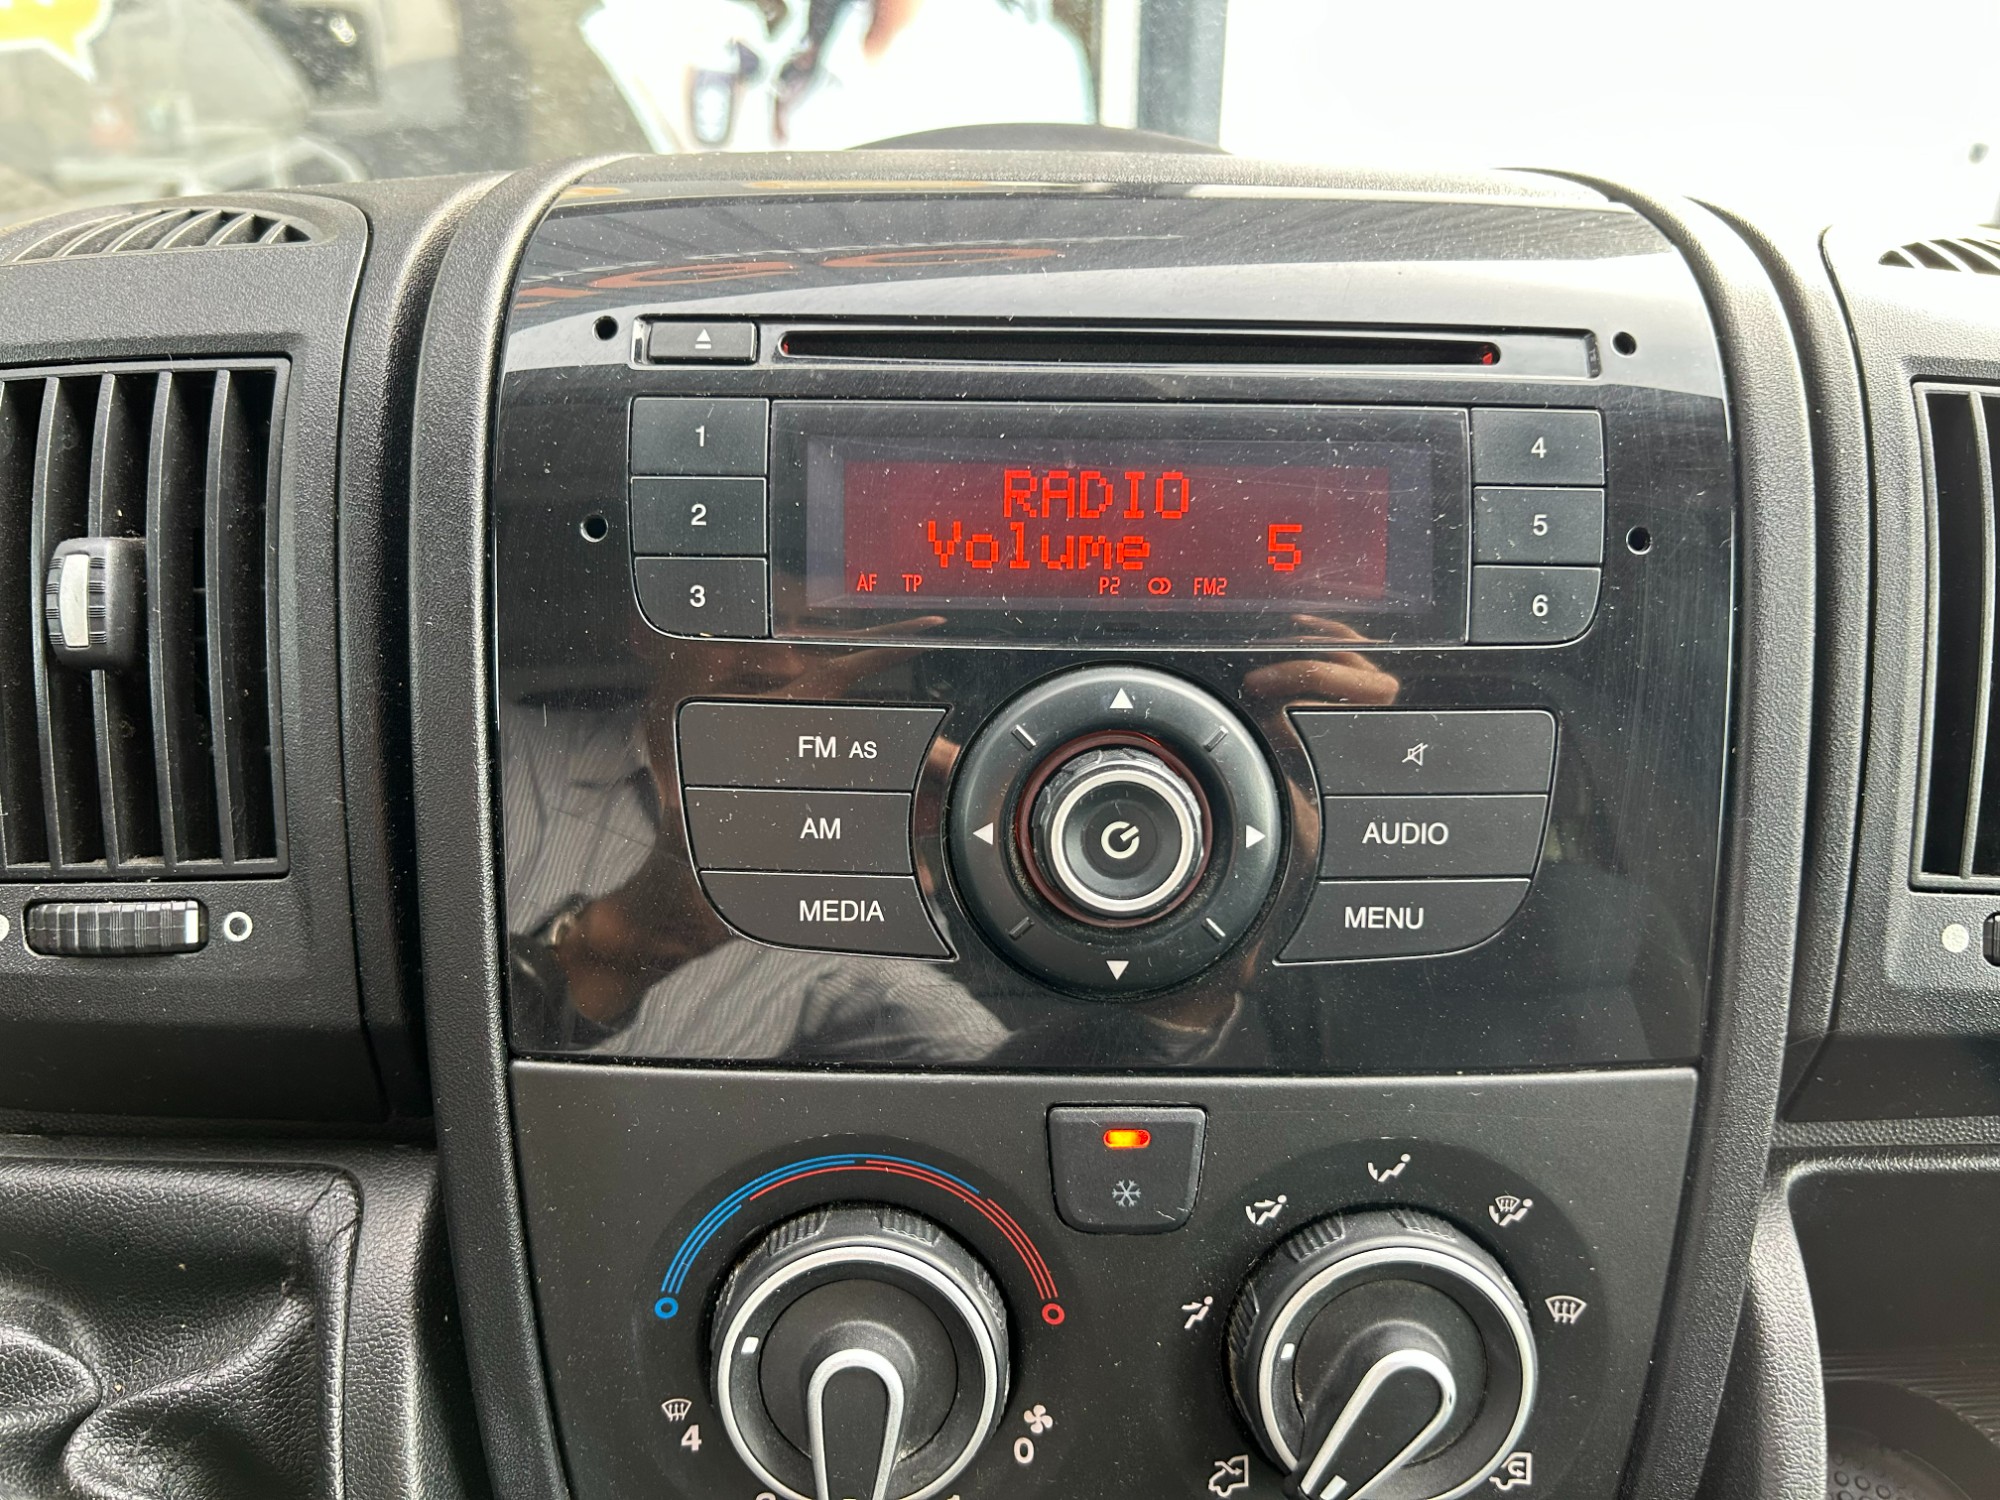 1
2
3
RADIO
Volume 5
AF TP P2 FM2
4
5
6
FM AS
AM
MEDIA
AUDIO
MENU
4
0